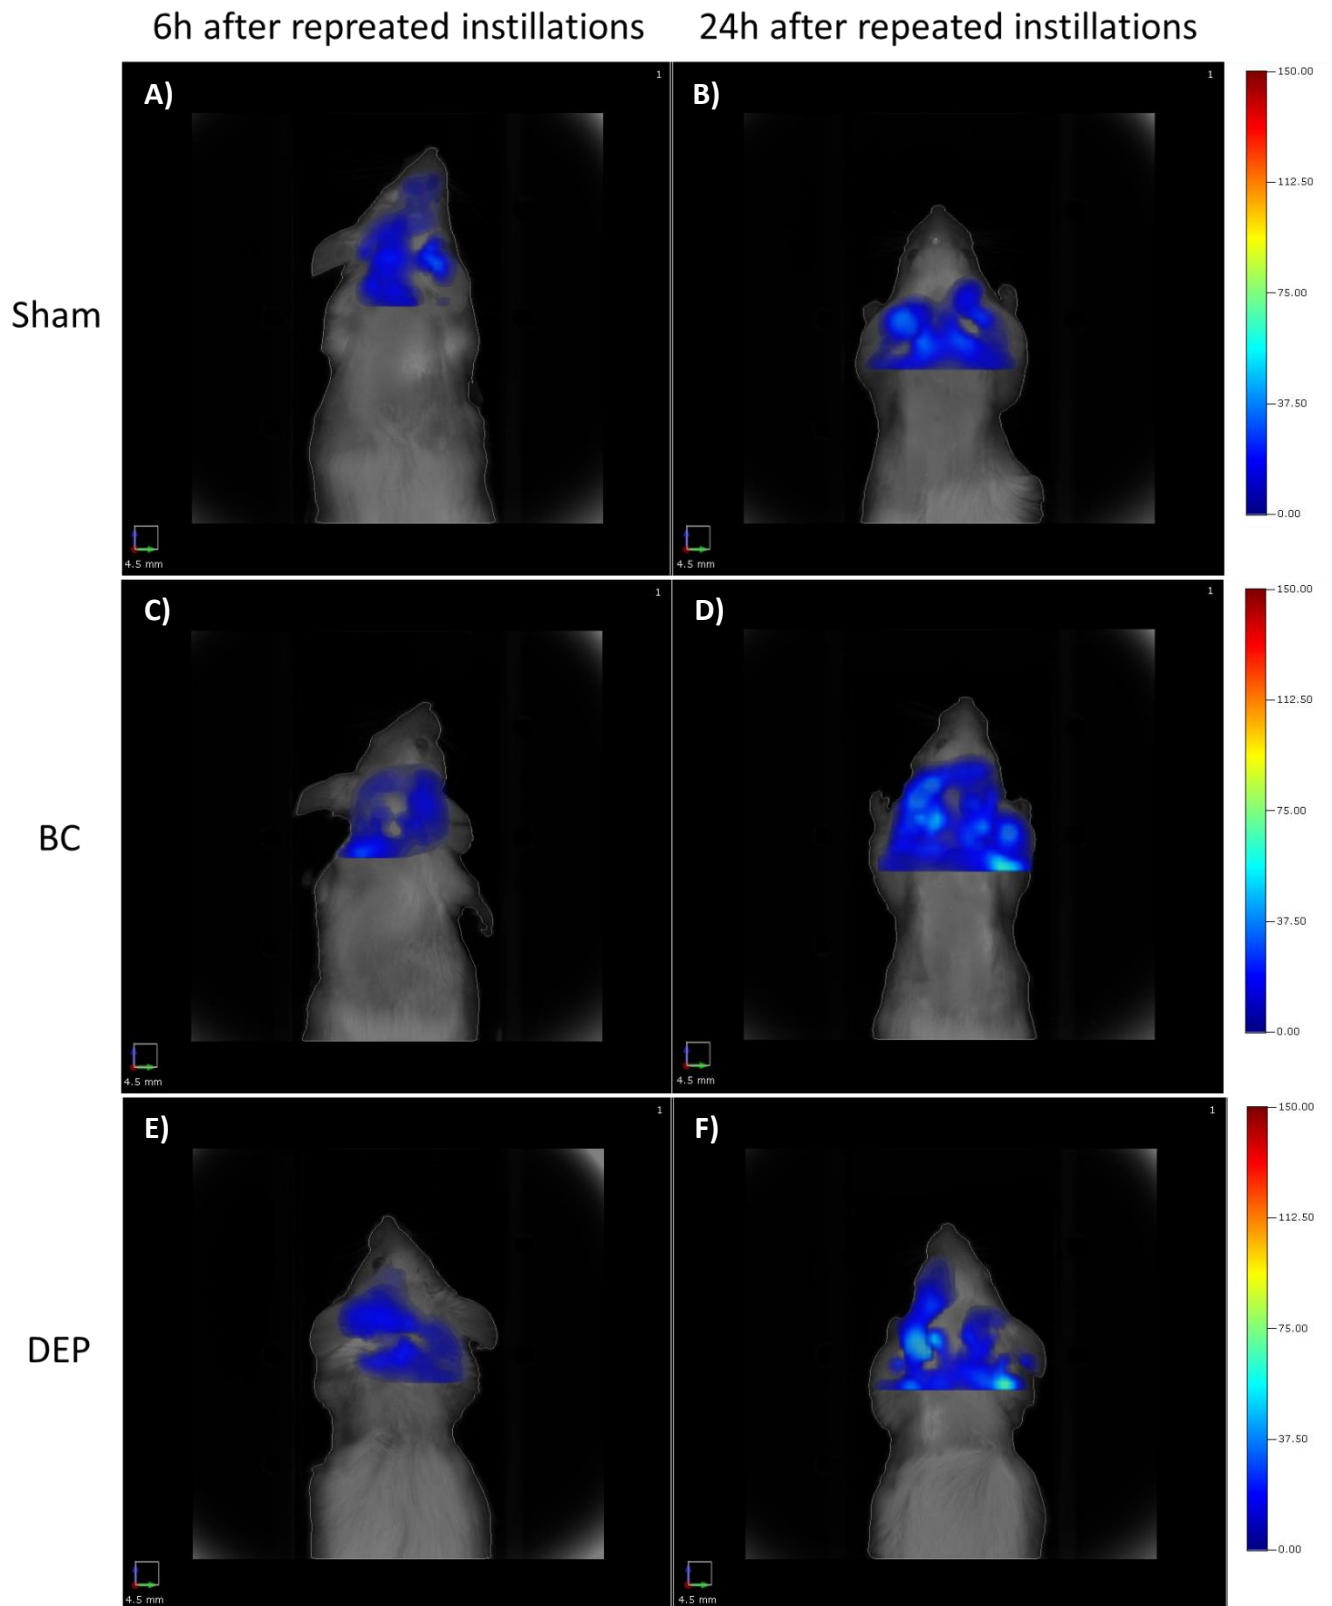 6h after repreated instillations
24h after repeated instillations
A)
1
B)
1
150.00
112.50
75.00
37.50
0.00
Sham
4.5 mm
4.5 mm
C)
1
D)
1
150.00
112.50
75.00
37.50
0.00
BC
4.5 mm
4.5 mm
E)
1
F)
1
150.00
112.50
75.00
37.50
0.00
DEP
4.5 mm
4.5 mm